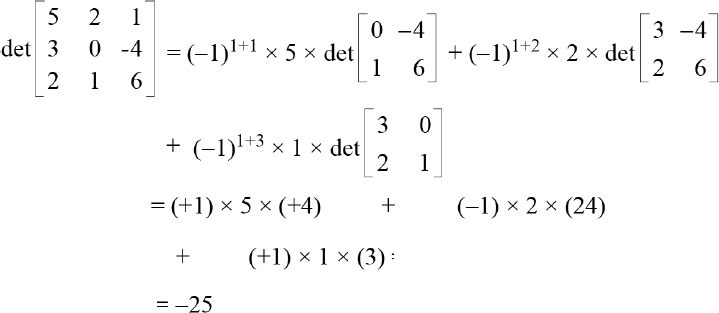 det[5 2 1; 3 0 -4; 2 1 6] = (–1)^{1+1} × 5 × det[0 –4; 1 6] + (–1)^{1+2} × 2 × det[3 –4; 2 6]
+ (–1)^{1+3} × 1 × det[3 0; 2 1]
= (+1) × 5 × (+4) + (–1) × 2 × (24)
+ (+1) × 1 × (3) :
= –25